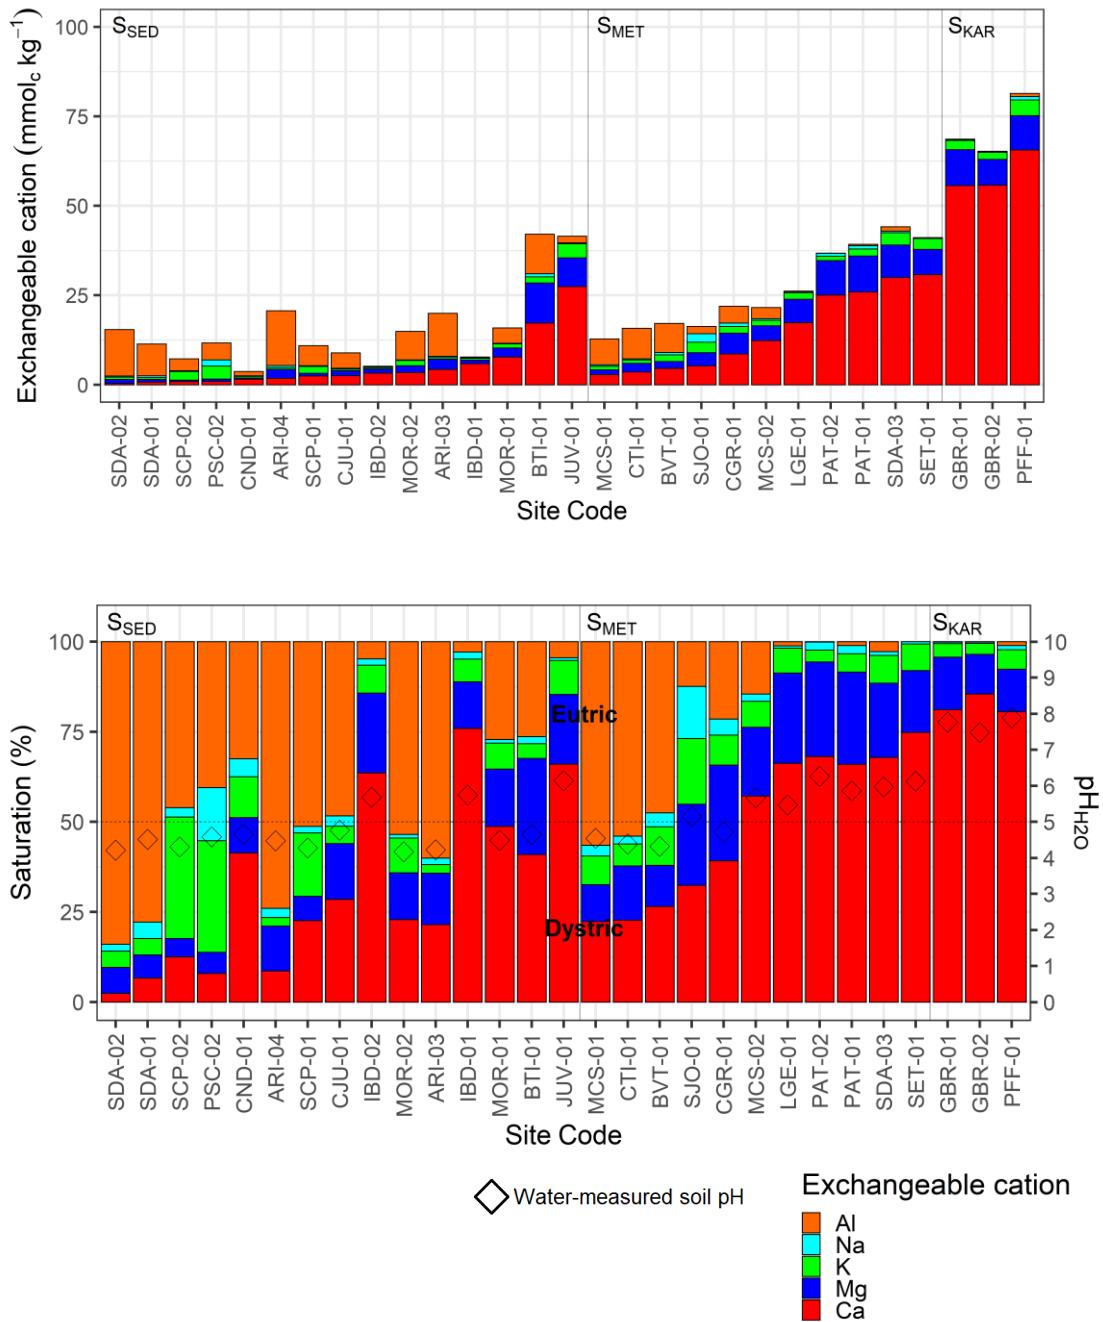 Exchangeable cation (mmolc kg−1)
100
75
50
25
0
SSED
SMET
SKAR
SDA-02
SDA-01
SCP-02
PSC-02
CND-01
ARI-04
SCP-01
CJU-01
IBD-02
MOR-02
ARI-03
IBD-01
MOR-01
BTI-01
JUV-01
MCS-01
CTI-01
BVT-01
SJO-01
CGR-01
MCS-02
LGE-01
PAT-02
PAT-01
SDA-03
SET-01
GBR-01
GBR-02
PFF-01
Site Code
Saturation (%)
100
75
50
25
0
SSED
SMET
SKAR
Eutric
Dystric
10
9
8
7
6
5
4
3
2
1
0
pHH2O
SDA-02
SDA-01
SCP-02
PSC-02
CND-01
ARI-04
SCP-01
CJU-01
IBD-02
MOR-02
ARI-03
IBD-01
MOR-01
BTI-01
JUV-01
MCS-01
CTI-01
BVT-01
SJO-01
CGR-01
MCS-02
LGE-01
PAT-02
PAT-01
SDA-03
SET-01
GBR-01
GBR-02
PFF-01
Site Code
Water-measured soil pH
Exchangeable cation
Al
Na
K
Mg
Ca